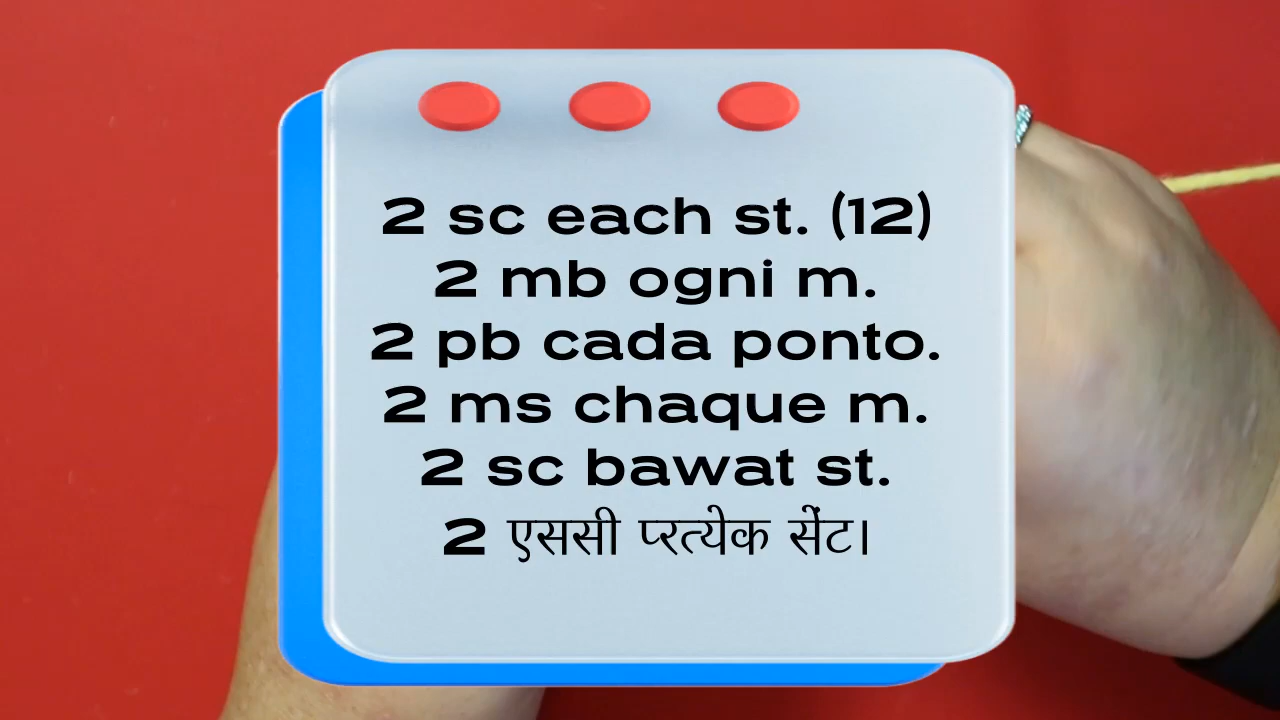 2 sc each st. (12)
2 mb ogni m.
2 pb cada ponto.
2 ms chaque m.
2 sc bawat st.
2 एससी प्रत्येक सेंट।